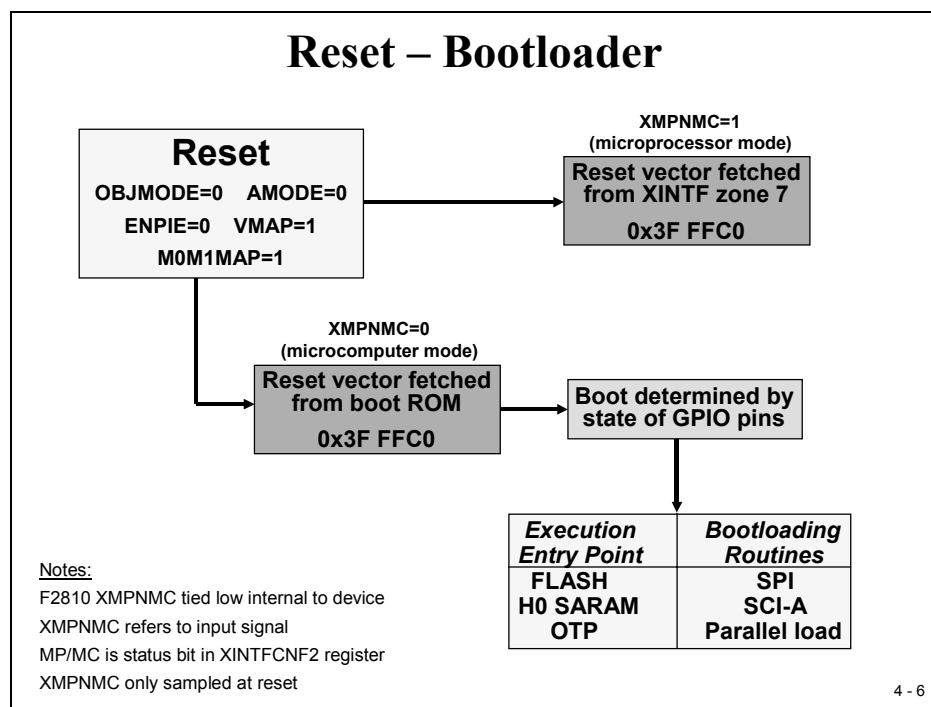 Reset – Bootloader
Reset
OBJMODE=0 AMODE=0
ENPIE=0 VMAP=1
M0M1MAP=1
XMPNMC=1
(microprocessor mode)
Reset vector fetched
from XINTF zone 7
0x3F FFC0
XMPNMC=0
(microcomputer mode)
Reset vector fetched
from boot ROM
0x3F FFC0
Boot determined by
state of GPIO pins
Execution
Entry Point
FLASH
H0 SARAM
OTP
Bootloading
Routines
SPI
SCI-A
Parallel load
Notes:
F2810 XMPNMC tied low internal to device
XMPNMC refers to input signal
MP/MC is status bit in XINTFCNF2 register
XMPNMC only sampled at reset
4 - 6